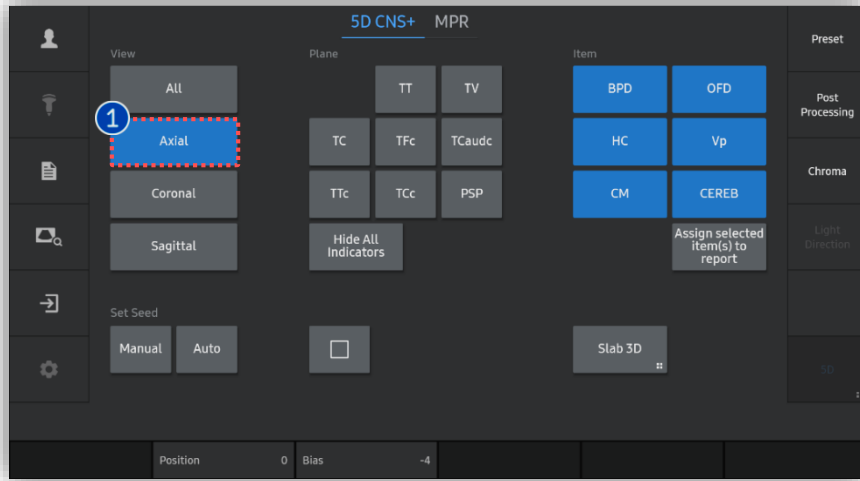 5D CNS+ MPR
Preset
View Plane Item
All TT TV BPD OFD
Post
Processing
1
Axial TC TFc TCaudc HC Vp
Chroma
Coronal TTc TCc PSP CM CEREB
Light
Direction
Sagittal
Hide All
Indicators
Assign selected
item(s) to
report
Set Seed
Manual Auto Slab 3D
5D
Position 0 Bias -4